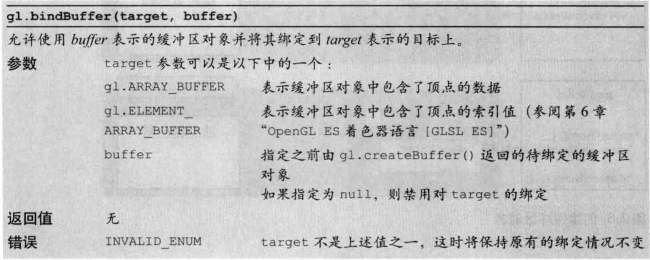 gl.bindBuffer(target, buffer)
允许使用 buffer 表示的缓冲区对象并将其绑定到 target 表示的目标上。
参数 target 参数可以是以下中的一个：
gl.ARRAY_BUFFER 表示缓冲区对象中包含了顶点的数据
gl.ELEMENT_ 表示缓冲区对象中包含了顶点的索引值（参阅第 6 章
ARRAY_BUFFER “OpenGL ES 着色器语言 [GLSL ES]”）
buffer 指定之前由 gl.createBuffer() 返回的待绑定的缓冲区
对象
如果指定为 null，则禁用对 target 的绑定
返回值 无
错误 INVALID_ENUM target 不是上述值之一，这时将保持原有的绑定情况不变